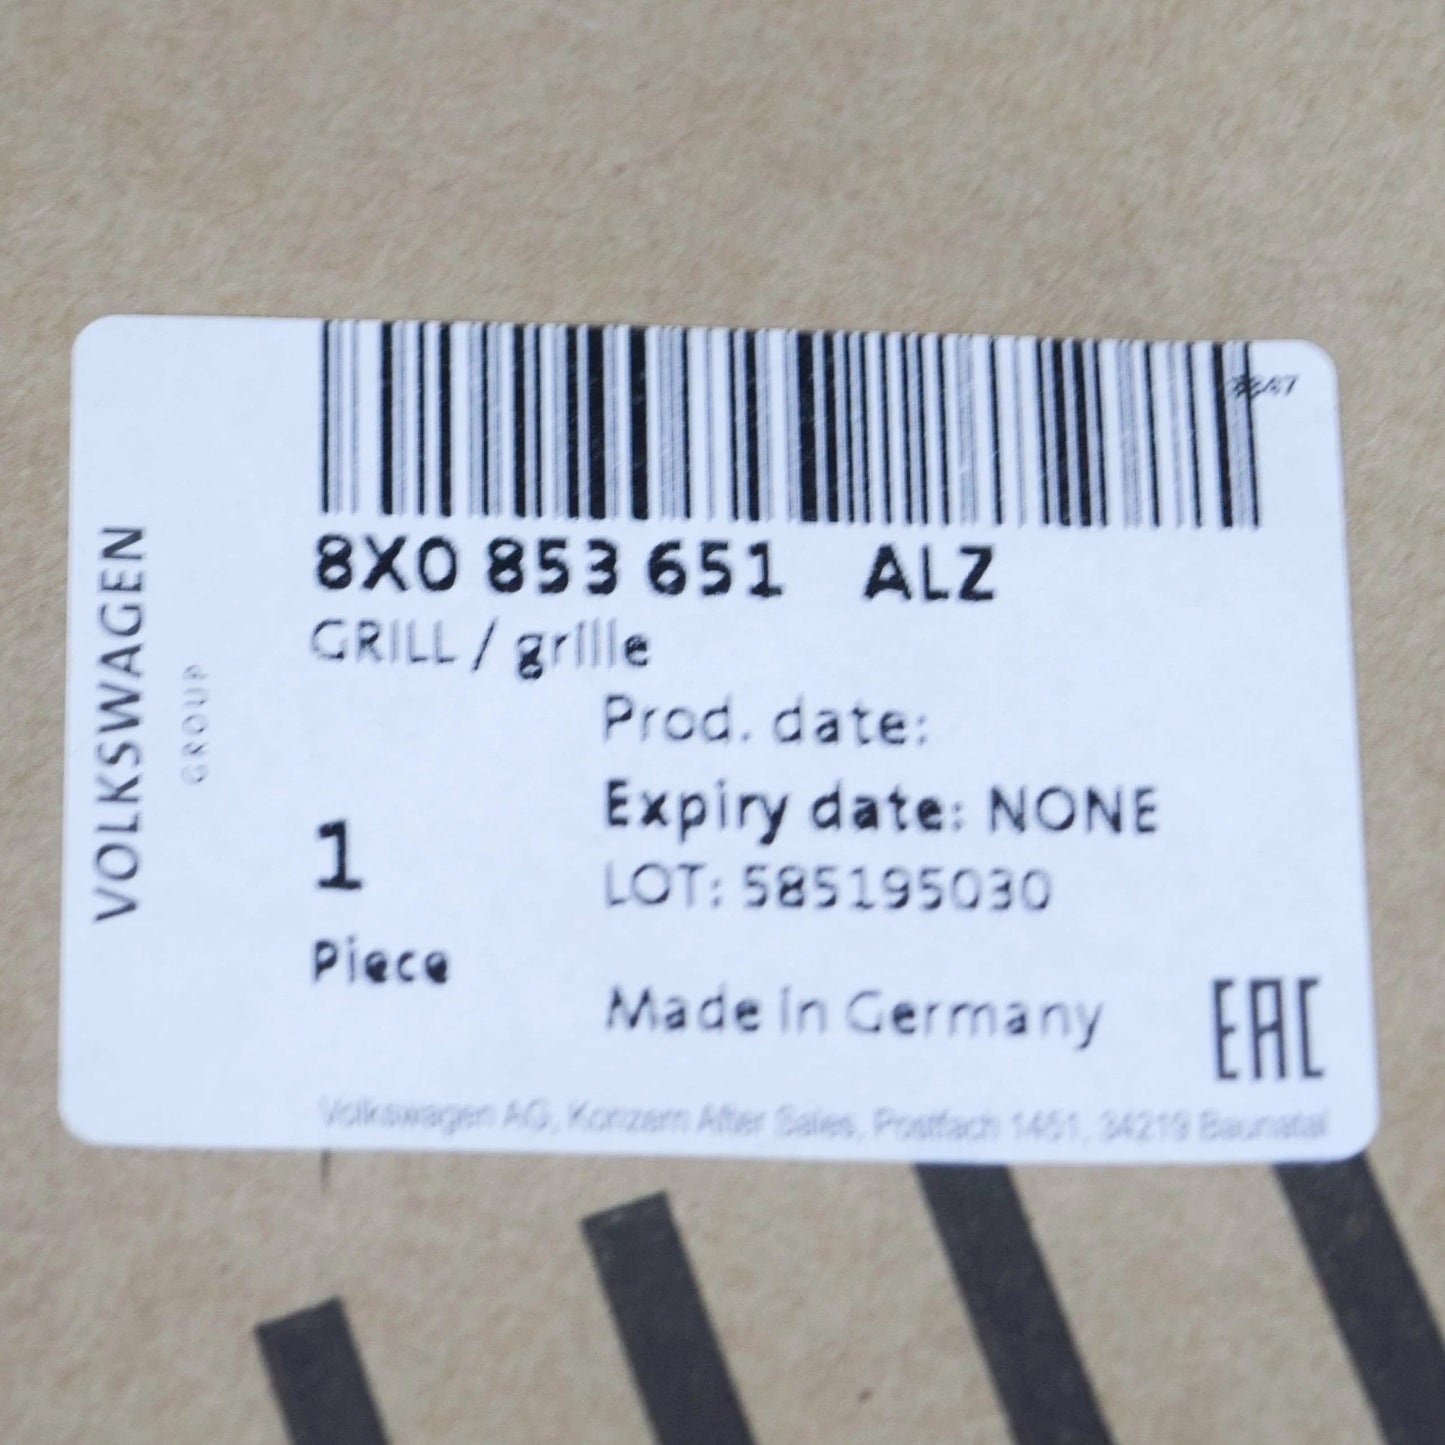 VOLKSWAGEN
GROUP
8X0 853 651 ALZ
GRILL / grille
Prod. date:
Expiry date: NONE
1
LOT: 585195030
Piece
Made in Germany
EAC
Volkswagen AG, Konzern After Sales, Postfach 1451, 34219 Baunatal